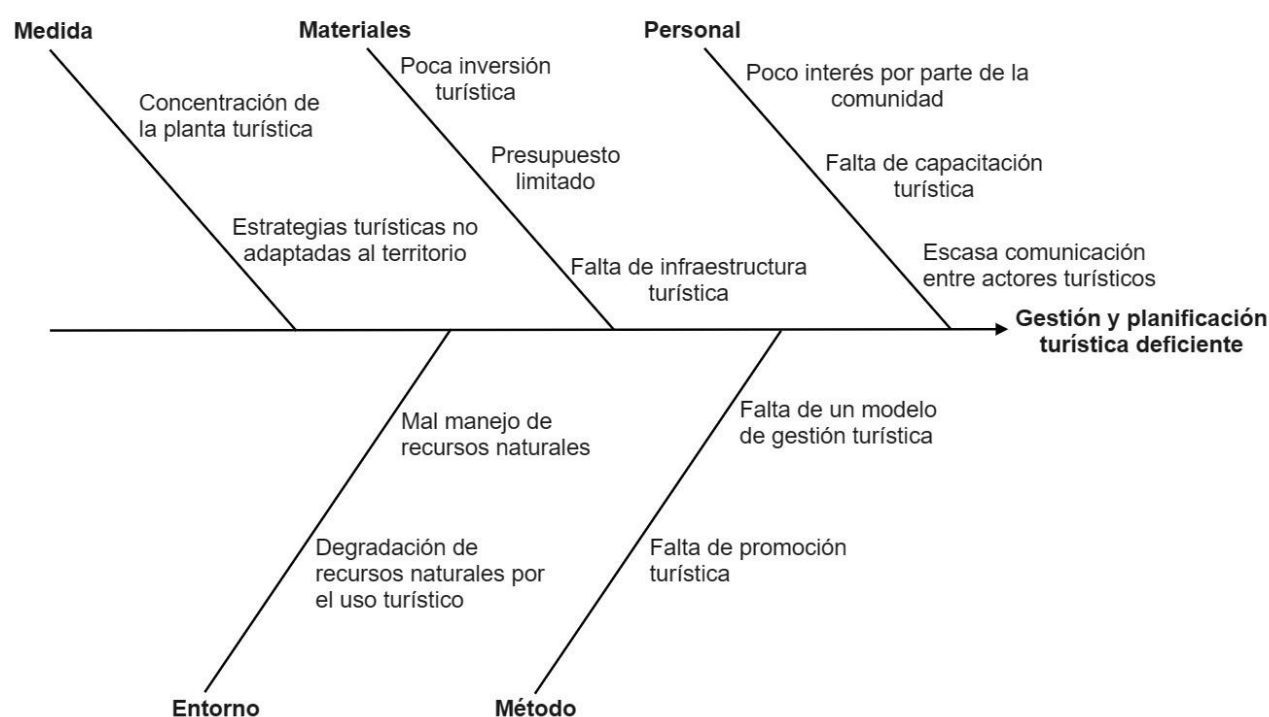 Medida
Concentración de
la planta turística
Estrategias turísticas no
adaptadas al territorio
Materiales
Poca inversión
turística
Presupuesto
limitado
Falta de infraestructura
turística
Personal
Poco interés por parte de la
comunidad
Falta de capacitación
turística
Escasa comunicación
entre actores turísticos
Gestión y planificación
turística deficiente
Mal manejo de
recursos naturales
Degradación de
recursos naturales por
el uso turístico
Entorno
Falta de un modelo
de gestión turística
Falta de promoción
turística
Método